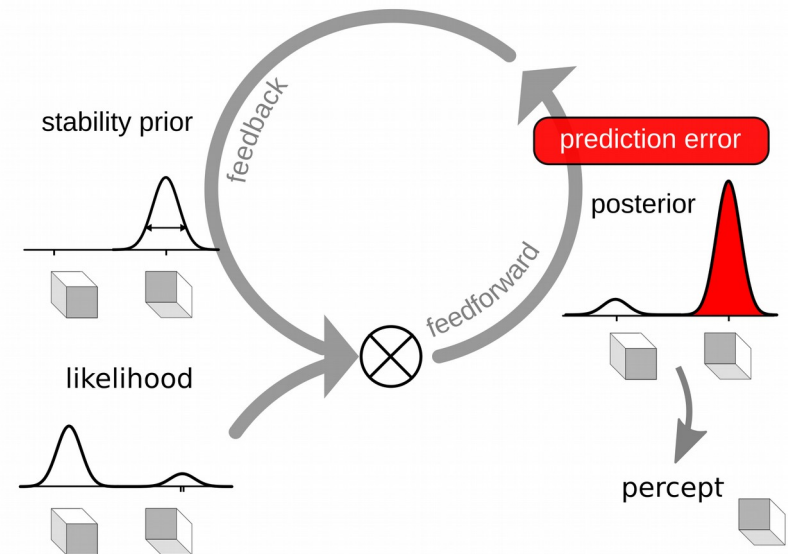 stability prior
feedback
prediction error
posterior
feedforward
likelihood
percept